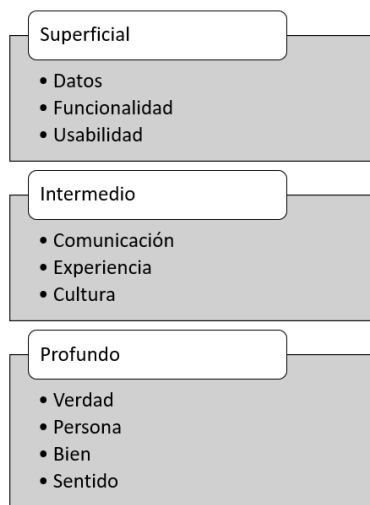 Superficial
• Datos
• Funcionalidad
• Usabilidad
Intermedio
• Comunicación
• Experiencia
• Cultura
Profundo
• Verdad
• Persona
• Bien
• Sentido